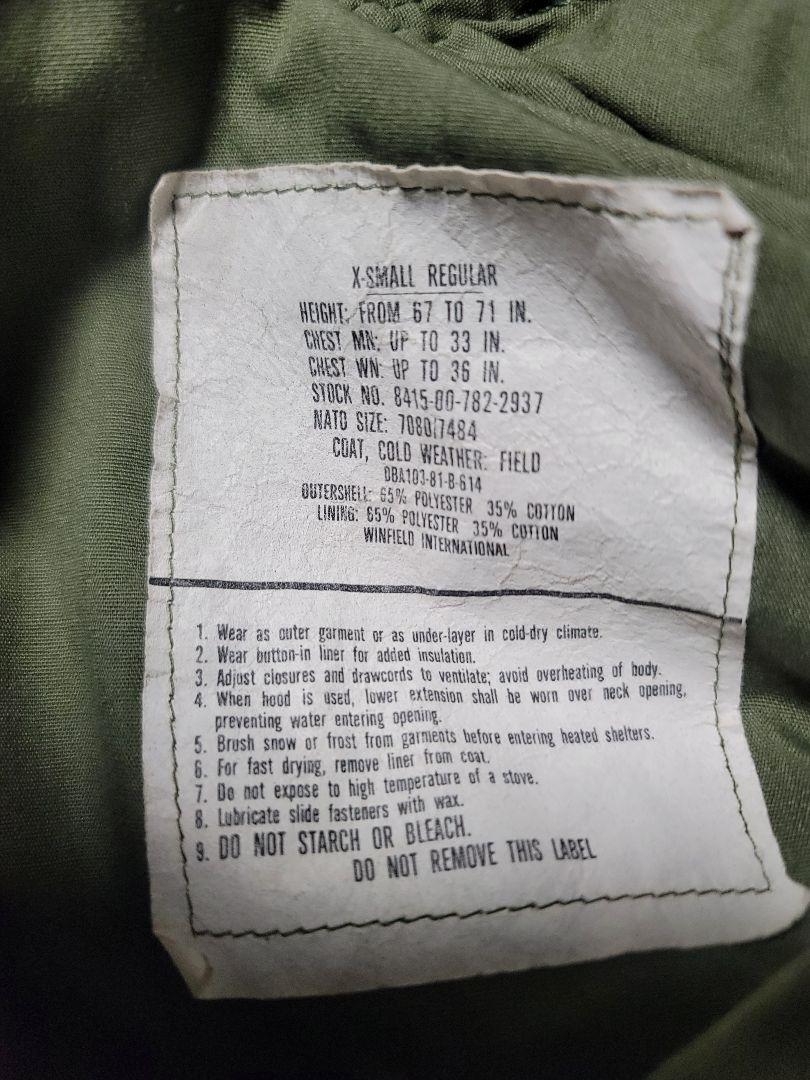 X-SMALL REGULAR
HEIGHT: FROM 67 TO 71 IN.
CHEST MN: UP TO 33 IN.
CHEST WN: UP TO 36 IN.
STOCK NO. 8415-00-782-2937
NATO SIZE: 7080/7484
COAT, COLD WEATHER: FIELD
DBA103-81-B-614
OUTERSHELL: 65% POLYESTER 35% COTTON
LINING: 65% POLYESTER 35% COTTON
WINFIELD INTERNATIONAL
1. Wear as outer garment or as under-layer in cold-dry climate.
2. Wear button-in liner for added insulation.
3. Adjust closures and drawcords to ventilate; avoid overheating of body.
4. When hood is used, lower extension shall be worn over neck opening,
preventing water entering opening.
5. Brush snow or frost from garments before entering heated shelters.
6. For fast drying, remove liner from coat.
7. Do not expose to high temperature of a stove.
8. Lubricate slide fasteners with wax.
9. DO NOT STARCH OR BLEACH.
DO NOT REMOVE THIS LABEL